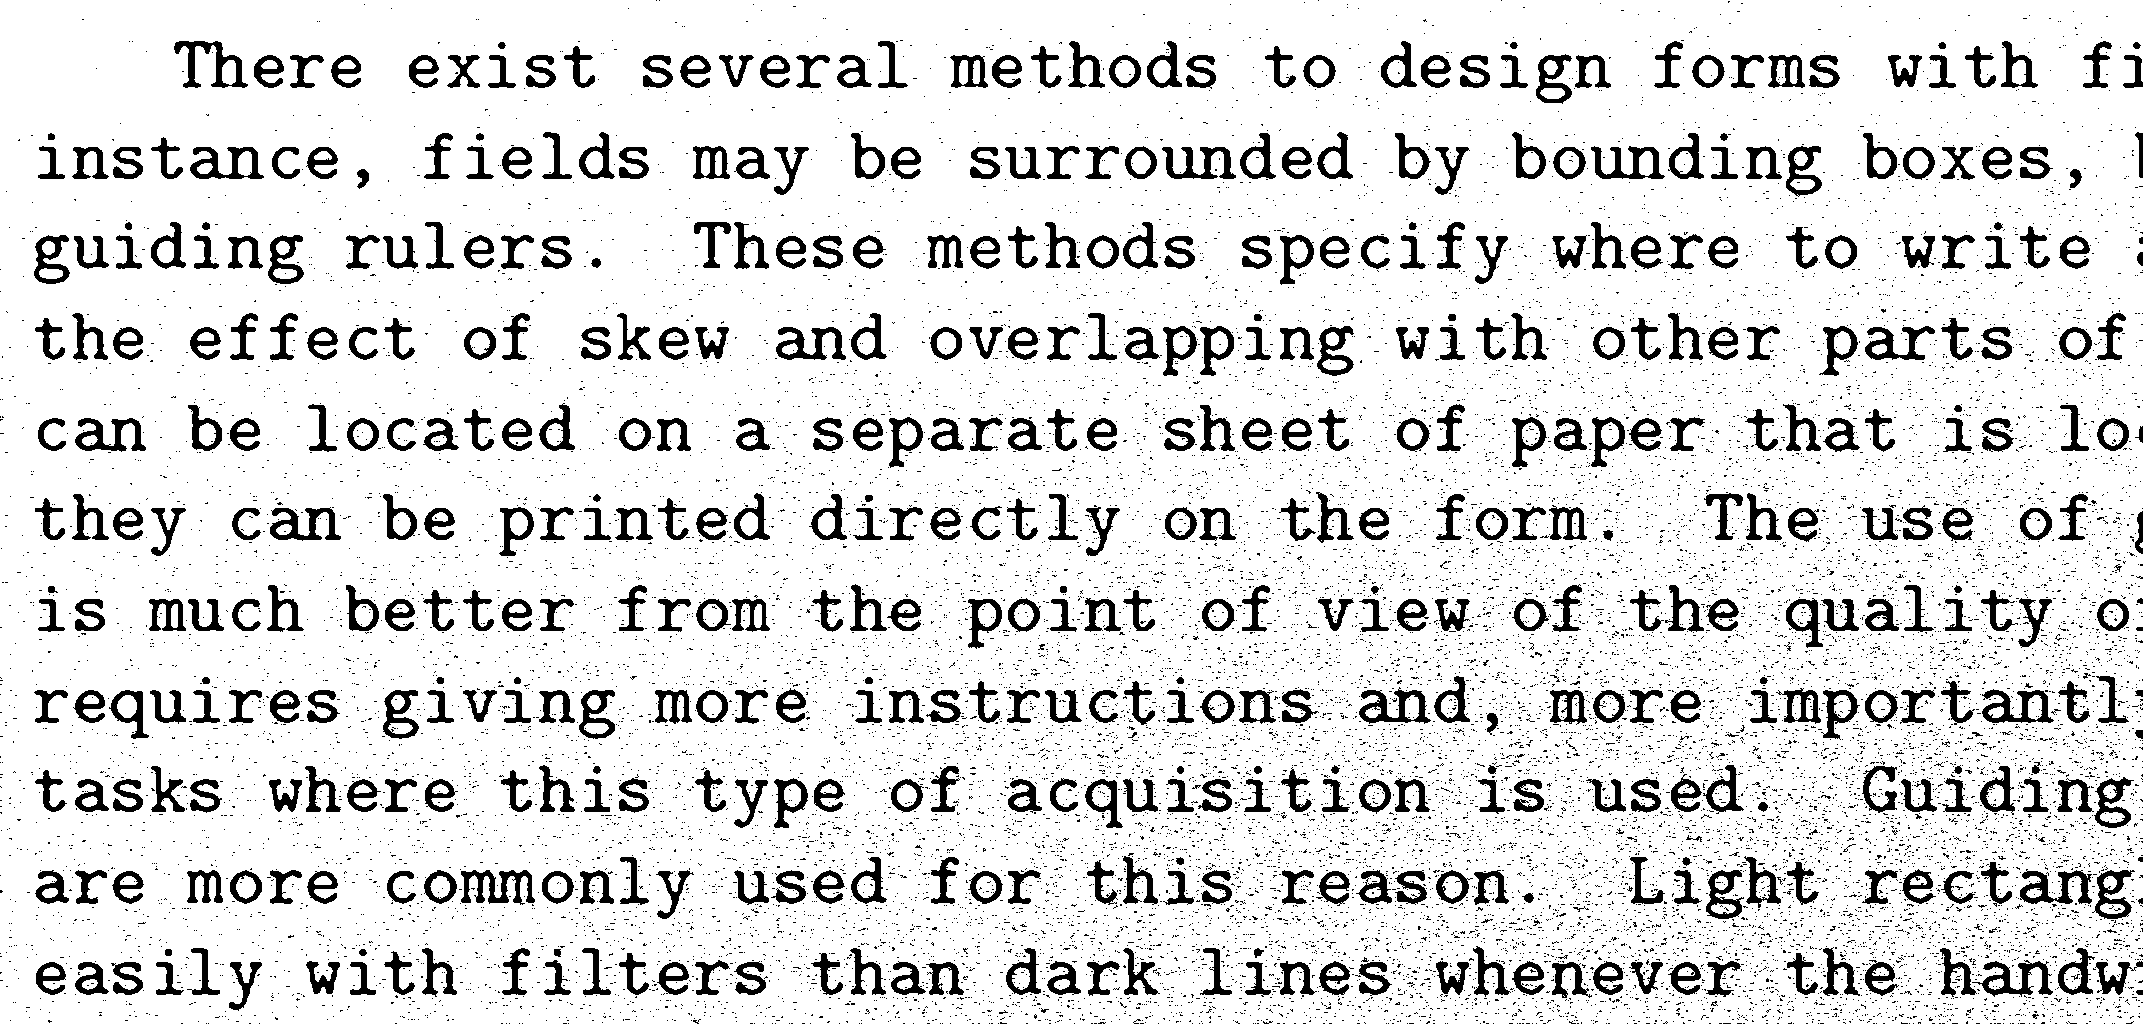 There exist several methods to design forms with
instance, fields may be surrounded by bounding boxes,
guiding rulers. These methods specify where to write
the effect of skew and overlapping with other parts of
can be located on a separate sheet of paper that is
they can be printed directly on the form. The use of
is much better from the point of view of the quality
requires giving more instructions and, more importantly
tasks where this type of acquisition is used. Guiding
are more commonly used for this reason. Light
easily with filters than dark lines whenever the